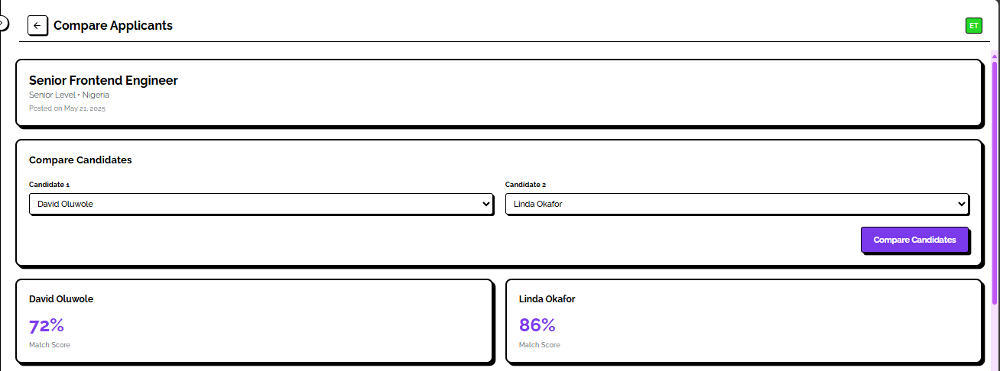 Compare Applicants
ET
Senior Frontend Engineer
Senior Level • Nigeria
Posted on May 21, 2025
Compare Candidates
Candidate 1
Candidate 2
David Oluwole
Linda Okafor
Compare Candidates
David Oluwole
72%
Match Score
Linda Okafor
86%
Match Score